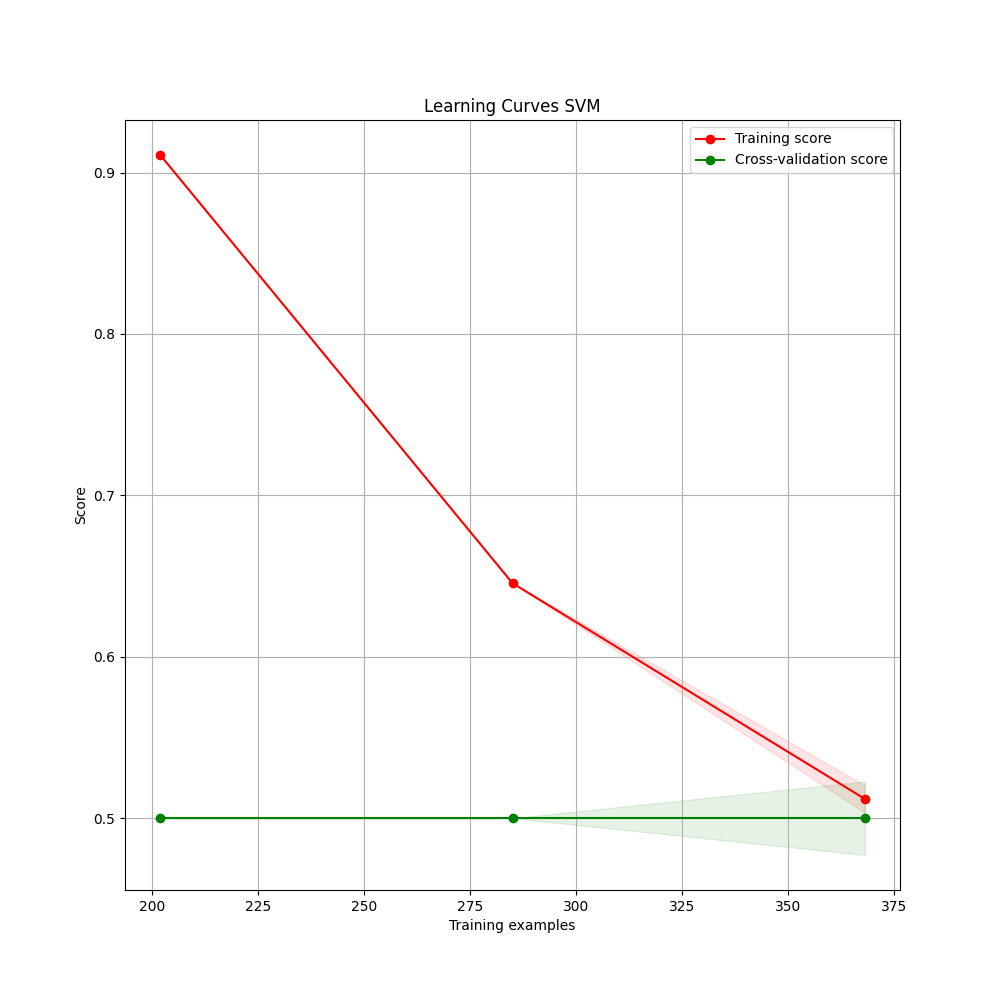 Learning Curves SVM
Training score
Cross-validation score
0.9
0.8
0.7
0.6
0.5
Score
200 225 250 275 300 325 350 375
Training examples